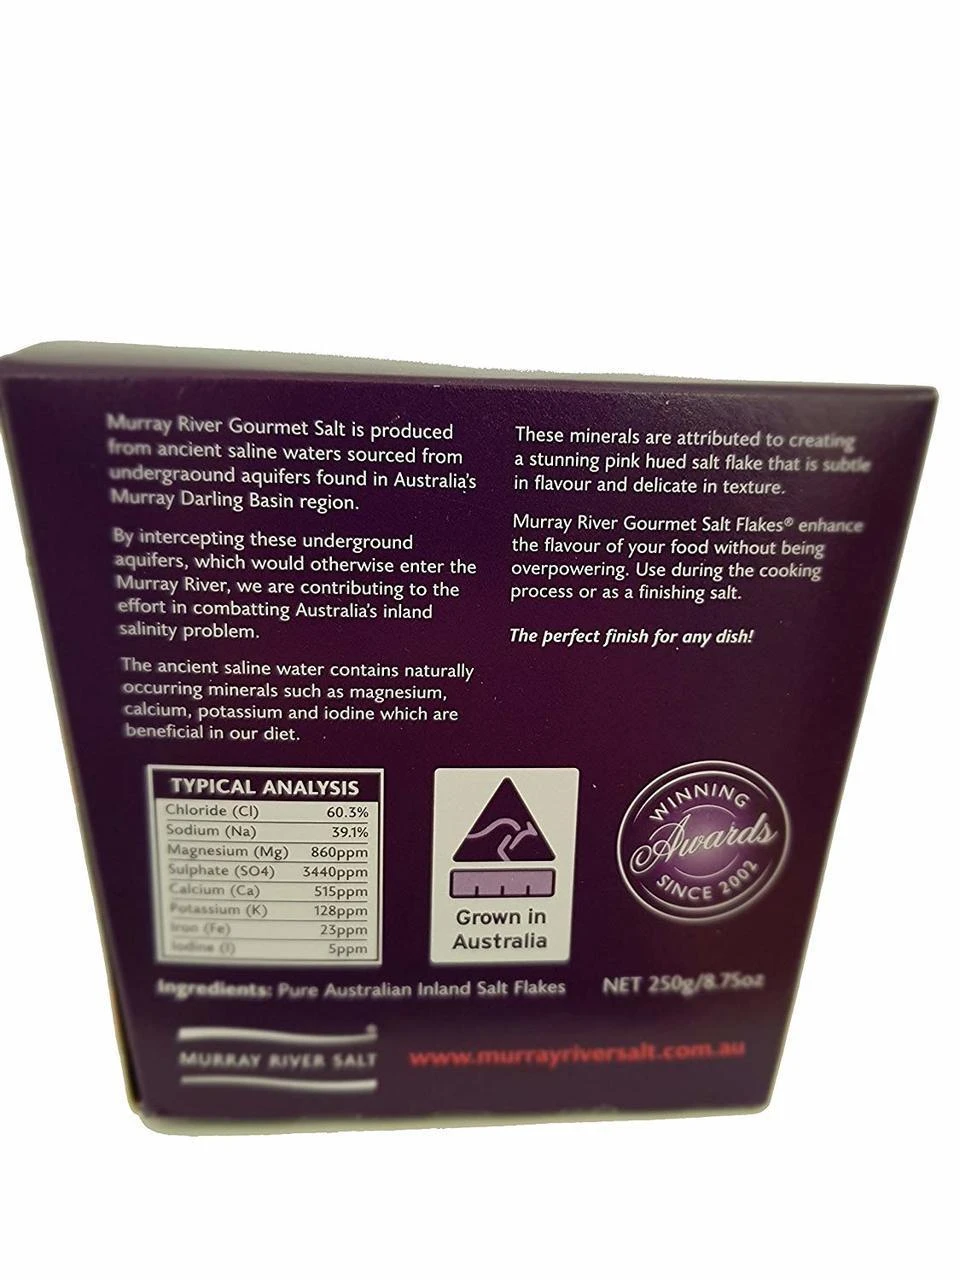 Murray River Gourmet Salt is produced
from ancient saline waters sourced from
undergraound aquifers found in Australia's
Murray Darling Basin region.
By intercepting these underground
aquifers, which would otherwise enter the
Murray River, we are contributing to the
effort in combatting Australia's inland
salinity problem.
The ancient saline water contains naturally
occurring minerals such as magnesium,
calcium, potassium and iodine which are
beneficial in our diet.
These minerals are attributed to creating
a stunning pink hued salt flake that is subtle
in flavour and delicate in texture.
Murray River Gourmet Salt Flakes® enhance
the flavour of your food without being
overpowering. Use during the cooking
process or as a finishing salt.
The perfect finish for any dish!
TYPICAL ANALYSIS
Chloride (Cl) 60.3%
Sodium (Na) 39.1%
Magnesium (Mg) 860ppm
Sulphate (SO4) 3440ppm
Calcium (Ca) 515ppm
Potassium (K) 128ppm
Iron (Fe) 23ppm
Iodine (I) 5ppm
Grown in
Australia
WINNING
Awards
SINCE 2002
Ingredients: Pure Australian Inland Salt Flakes
NET 250g/8.75oz
MURRAY RIVER SALT®
www.murrayriversalt.com.au